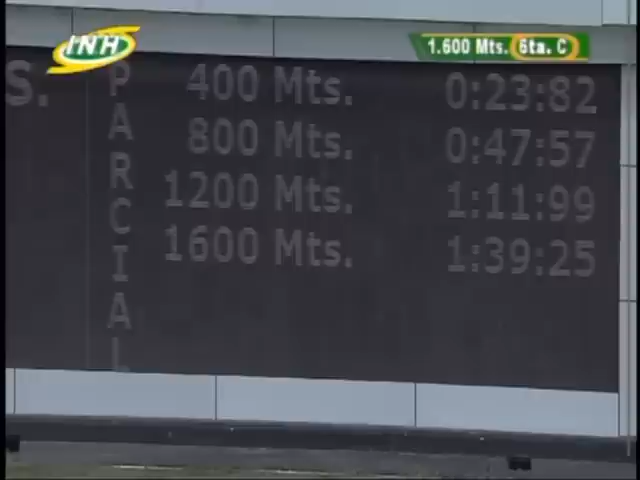 INH
1.600 Mts. 6ta. C
S.
PARCIAL
400 Mts. 0:23:82
800 Mts. 0:47:57
1200 Mts. 1:11:99
1600 Mts. 1:39:25